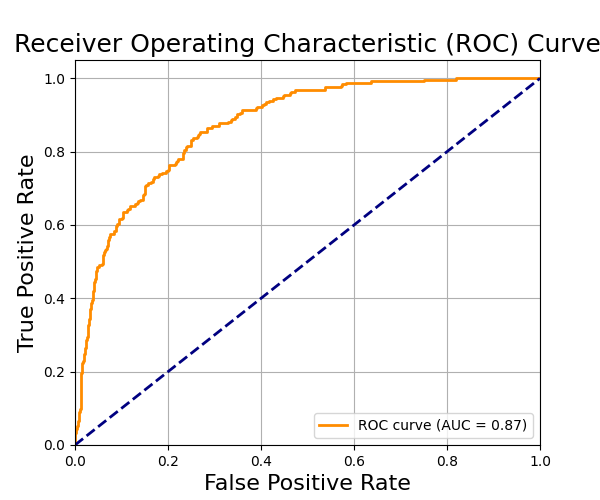 Receiver Operating Characteristic (ROC) Curve
True Positive Rate
1.0
0.8
0.6
0.4
0.2
0.0
ROC curve (AUC = 0.87)
0.0 0.2 0.4 0.6 0.8 1.0
False Positive Rate